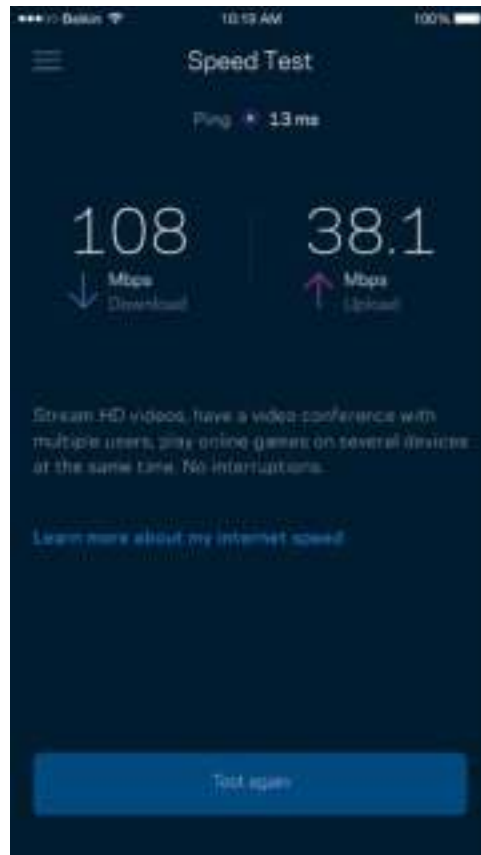 Belkin 10:19 AM 100%
Speed Test
Ping 13 ms
108 38.1
Mbps Mbps
Download Upload
Stream HD videos, have a video conference with
multiple users, play online games on several devices
at the same time. No interruptions.
Learn more about my internet speed
Test again